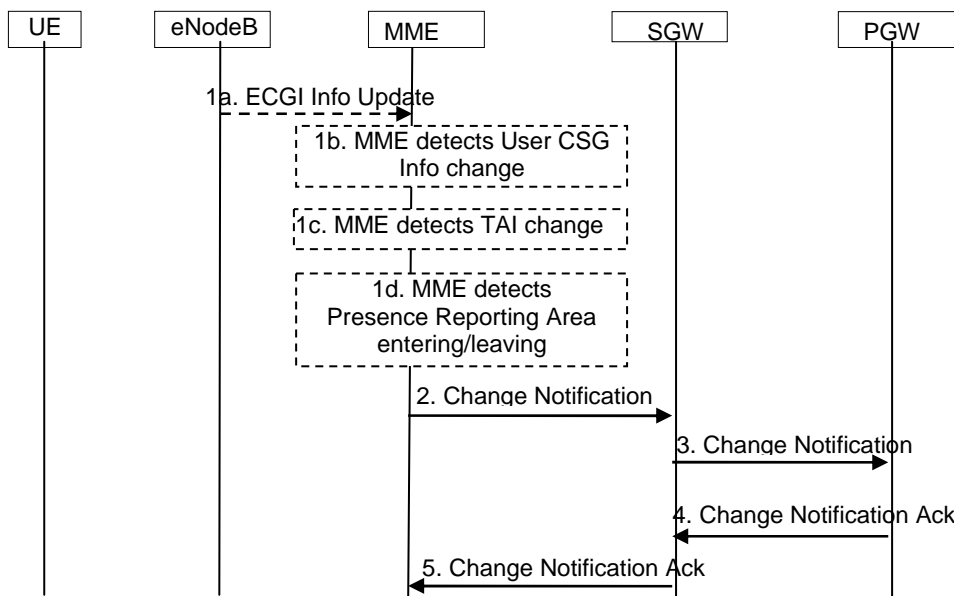 UE
eNodeB
MME
SGW
PGW
1a. ECGI Info Update
1b. MME detects User CSG
Info change
1c. MME detects TAI change
1d. MME detects
Presence Reporting Area
entering/leaving
2. Change Notification
3. Change Notification
4. Change Notification Ack
5. Change Notification Ack